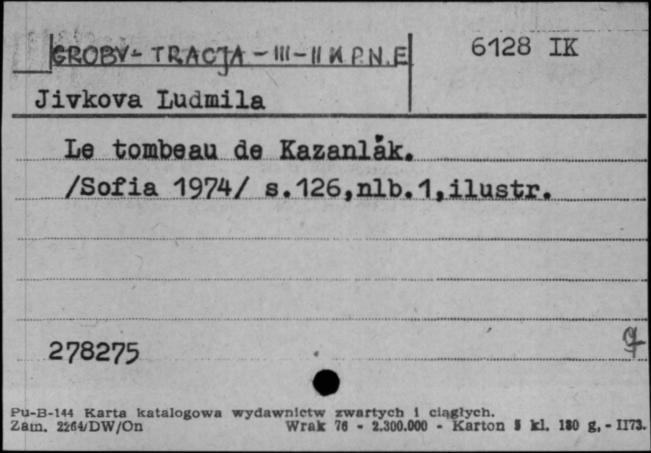 GROBY - TRACJA - III - II W P.N.E
6128 IK
Jivkova Ludmila
Le tombeau de Kazanlăk.
/Sofia 1974/ s.126,nlb.1,ilustr.
278275
Pu-B-144 Karta katalogowa wydawnictw zwartych i ciągłych.
Zam. 2264/DW/On Wrak 76 - 2.300.000 - Karton 5 kl. 180 g. - II73.